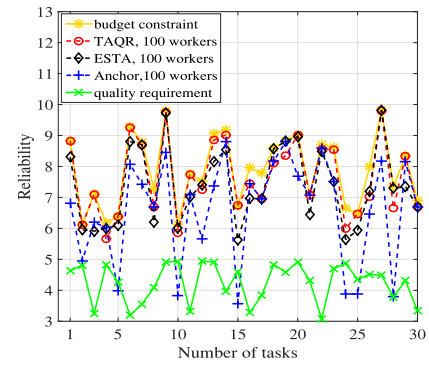 13
12
11
10
9
8
7
6
5
4
3
Reliability
budget constraint
TAQR, 100 workers
ESTA, 100 workers
Anchor,100 workers
quality requirement
1 5 10 15 20 25 30
Number of tasks